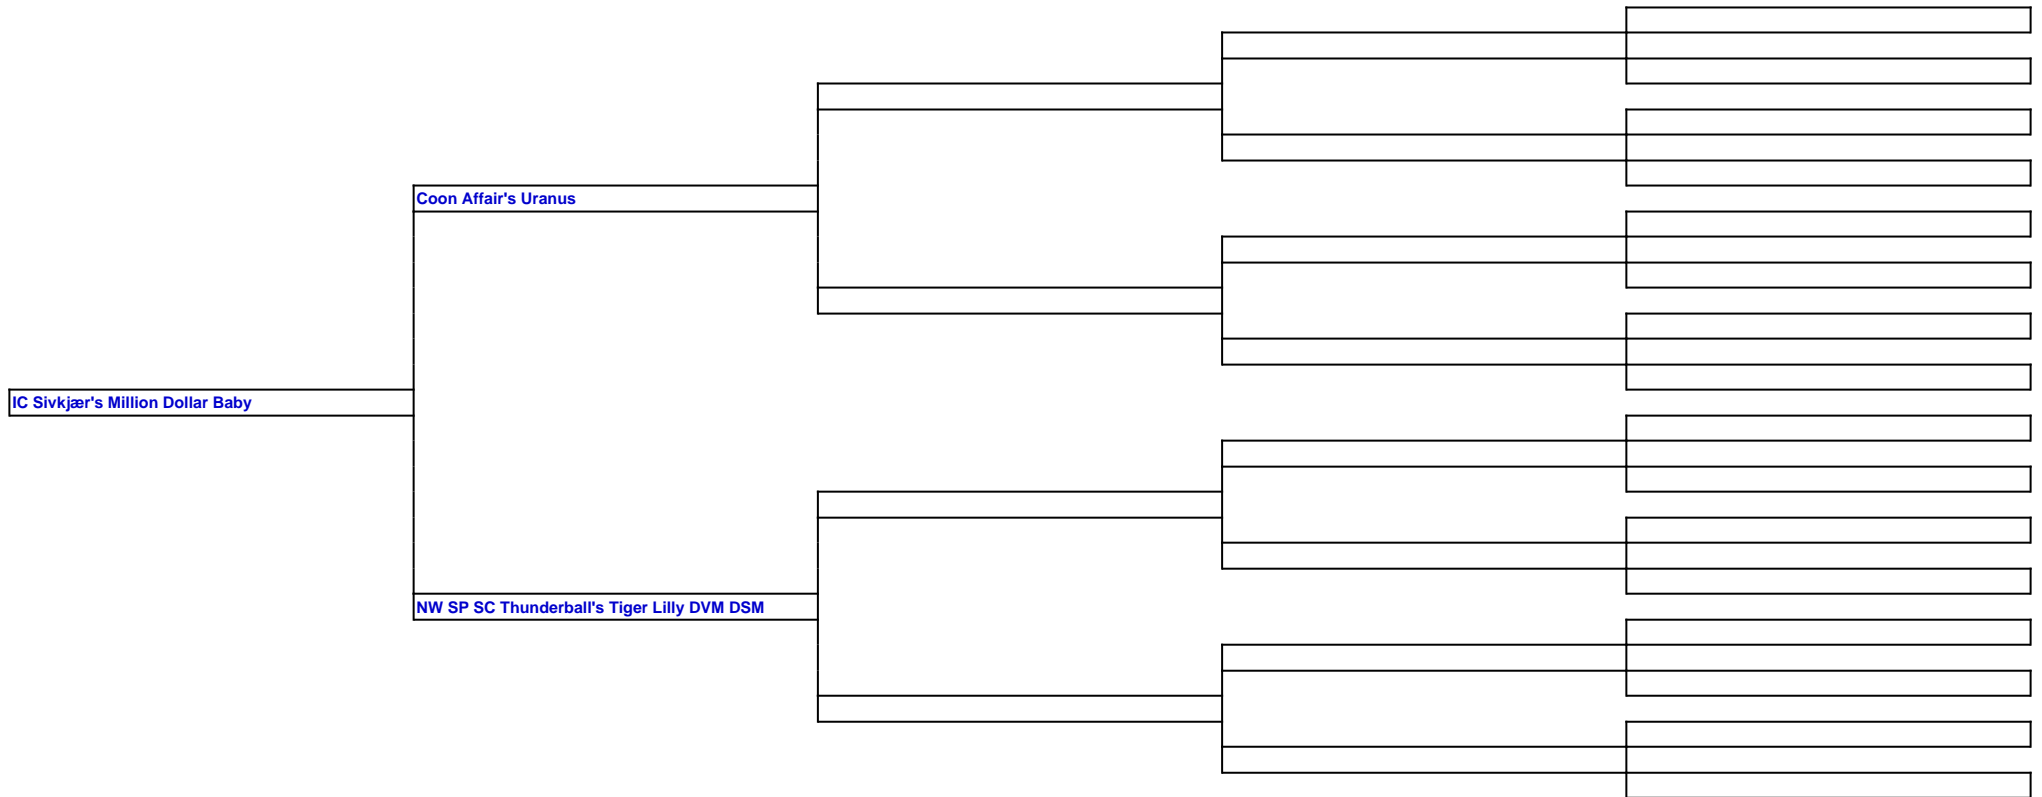 Coon Affair's Uranus
IC Sivkjær's Million Dollar Baby
NW SP SC Thunderball's Tiger Lilly DVM DSM